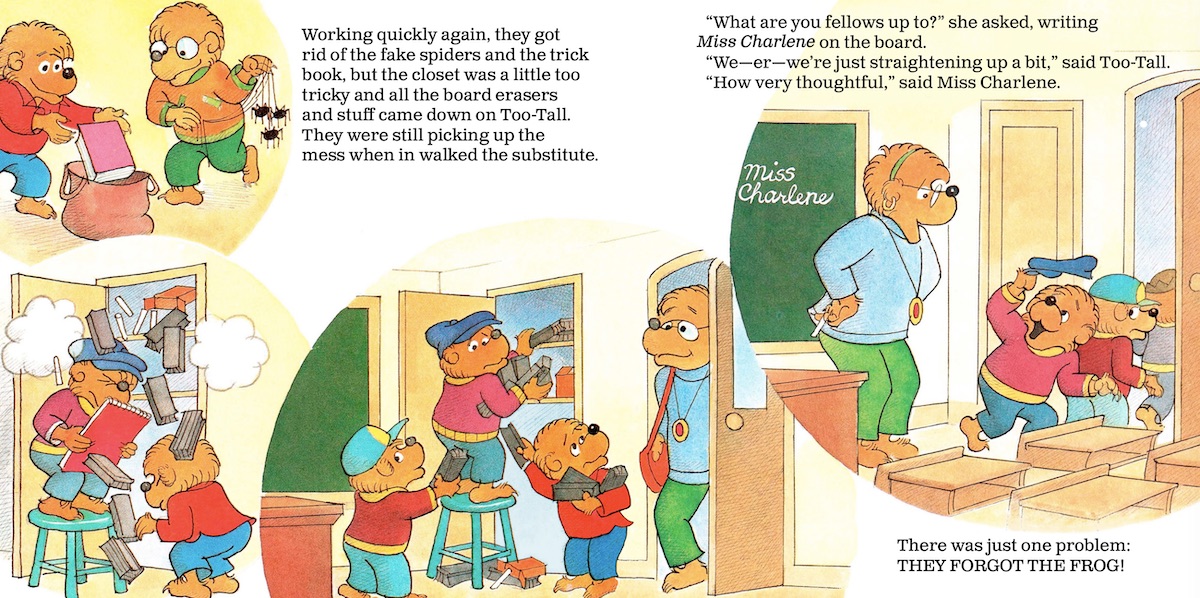 Working quickly again, they got
rid of the fake spiders and the trick
book, but the closet was a little too
tricky and all the board erasers
and stuff came down on Too-Tall.
They were still picking up the
mess when in walked the substitute.
“What are you fellows up to?” she asked, writing
Miss Charlene on the board.
“We—er—we’re just straightening up a bit,” said Too-Tall.
“How very thoughtful,” said Miss Charlene.
Miss
Charlene
There was just one problem:
THEY FORGOT THE FROG!